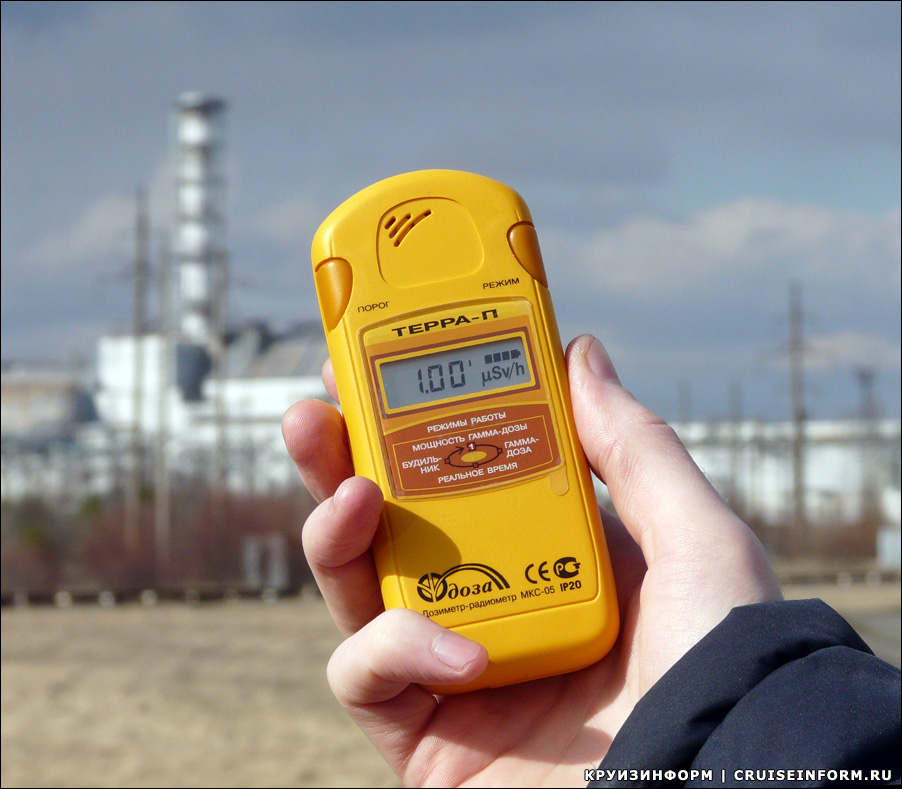 ПОРОГ
РЕЖИМ
ТЕРРА-П
1.00'
µSv/h
РЕЖИМЫ РАБОТЫ
МОЩНОСТЬ ГАММА-ДОЗЫ
1
БУДИЛЬ-
НИК
ГАММА-
ДОЗА
РЕАЛЬНОЕ ВРЕМЯ
доза
CE PG
Дозиметр-радиометр МКС-05 IP20
КРУИЗИНФОРМ | CRUISEINFORM.RU